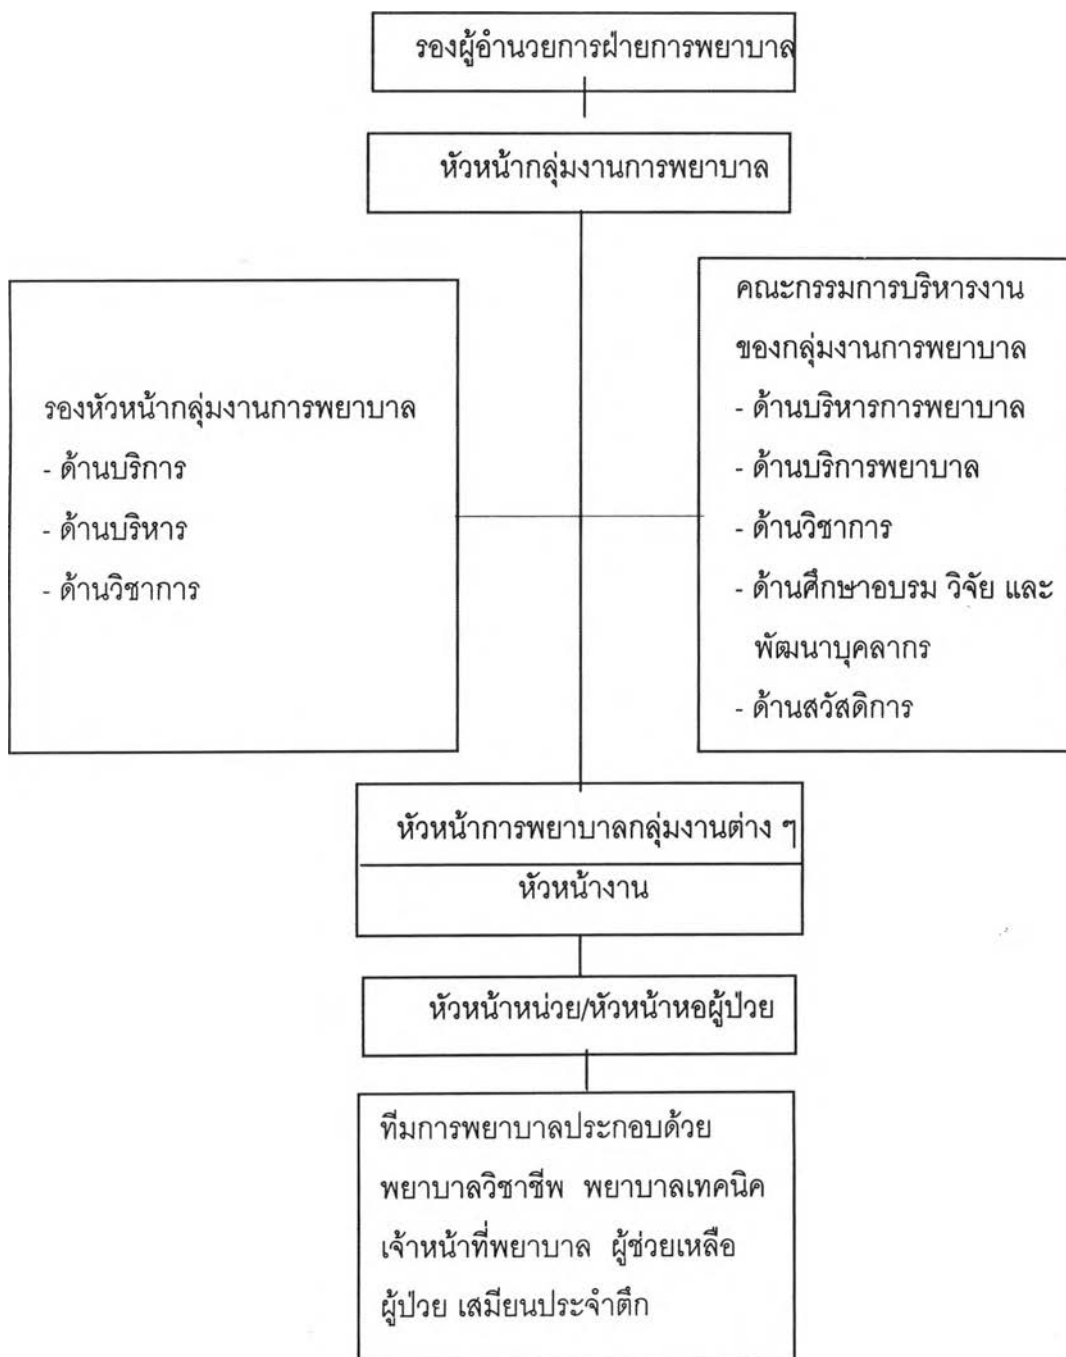 รองผู้อำนวยการฝ่ายการพยาบาล
หัวหน้ากลุ่มงานการพยาบาล
รองหัวหน้ากลุ่มงานการพยาบาล
- ด้านบริการ
- ด้านบริหาร
- ด้านวิชาการ
คณะกรรมการบริหารงาน
ของกลุ่มงานการพยาบาล
- ด้านบริหารการพยาบาล
- ด้านบริการพยาบาล
- ด้านวิชาการ
- ด้านศึกษาอบรม วิจัย และ
พัฒนาบุคลากร
- ด้านสวัสดิการ
หัวหน้าการพยาบาลกลุ่มงานต่าง ๆ
หัวหน้างาน
หัวหน้าหน่วย/หัวหน้าหอผู้ป่วย
ทีมการพยาบาลประกอบด้วย
พยาบาลวิชาชีพ พยาบาลเทคนิค
เจ้าหน้าที่พยาบาล ผู้ช่วยเหลือ
ผู้ป่วย เสมียนประจำตึก